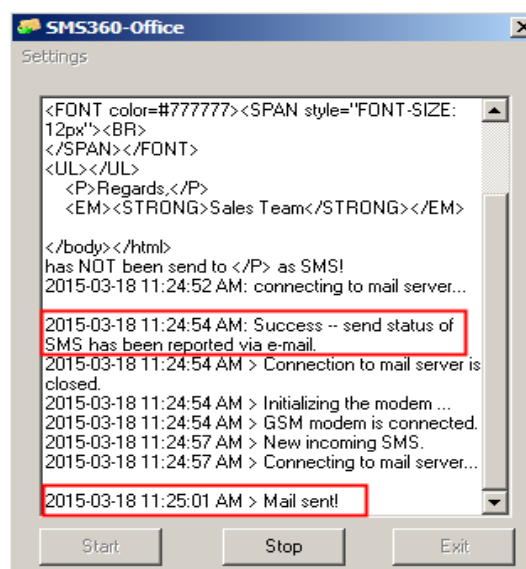 SMS360-Office
Settings
<FONT color=#777777><SPAN style="FONT-SIZE:
12px"><BR>
</SPAN></FONT>
<UL></UL>
<P>Regards,</P>
<EM><STRONG>Sales Team</STRONG></EM>
</body></html>
has NOT been send to </P> as SMS!
2015-03-18 11:24:52 AM: connecting to mail server...
2015-03-18 11:24:54 AM: Success -- send status of
SMS has been reported via e-mail.
2015-03-18 11:24:54 AM > Connection to mail server is
closed.
2015-03-18 11:24:54 AM > Initializing the modem ...
2015-03-18 11:24:54 AM > GSM modem is connected.
2015-03-18 11:24:57 AM > New incoming SMS.
2015-03-18 11:24:57 AM > Connecting to mail server...
2015-03-18 11:25:01 AM > Mail sent!
Start Stop Exit